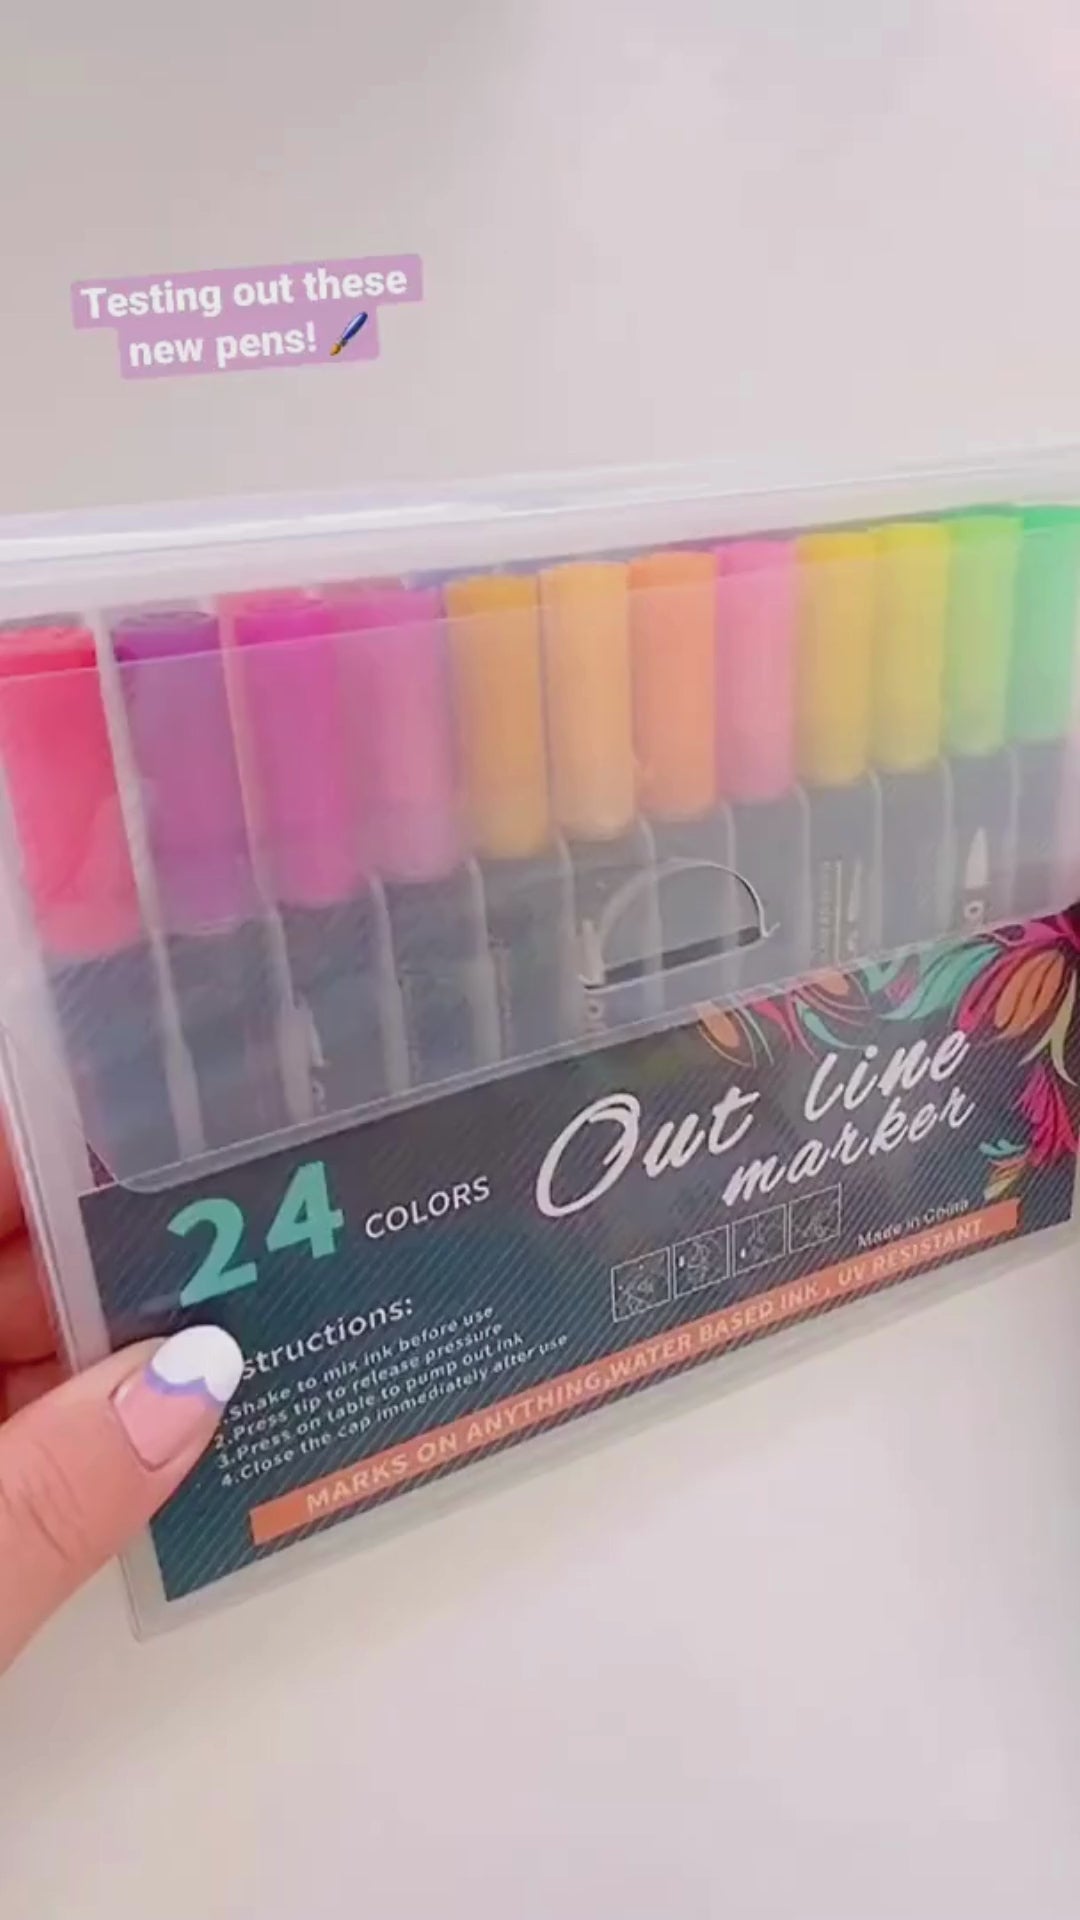 Testing out these
new pens! 🖌️
24 COLORS
Out line
marker
Made in China
structions:
.Shake to mix ink before use
2.Press tip to release pressure
3.Press on table to pump out ink
4.Close the cap immediately after use
MARKS ON ANYTHING,WATER BASED INK , UV RESISTANT